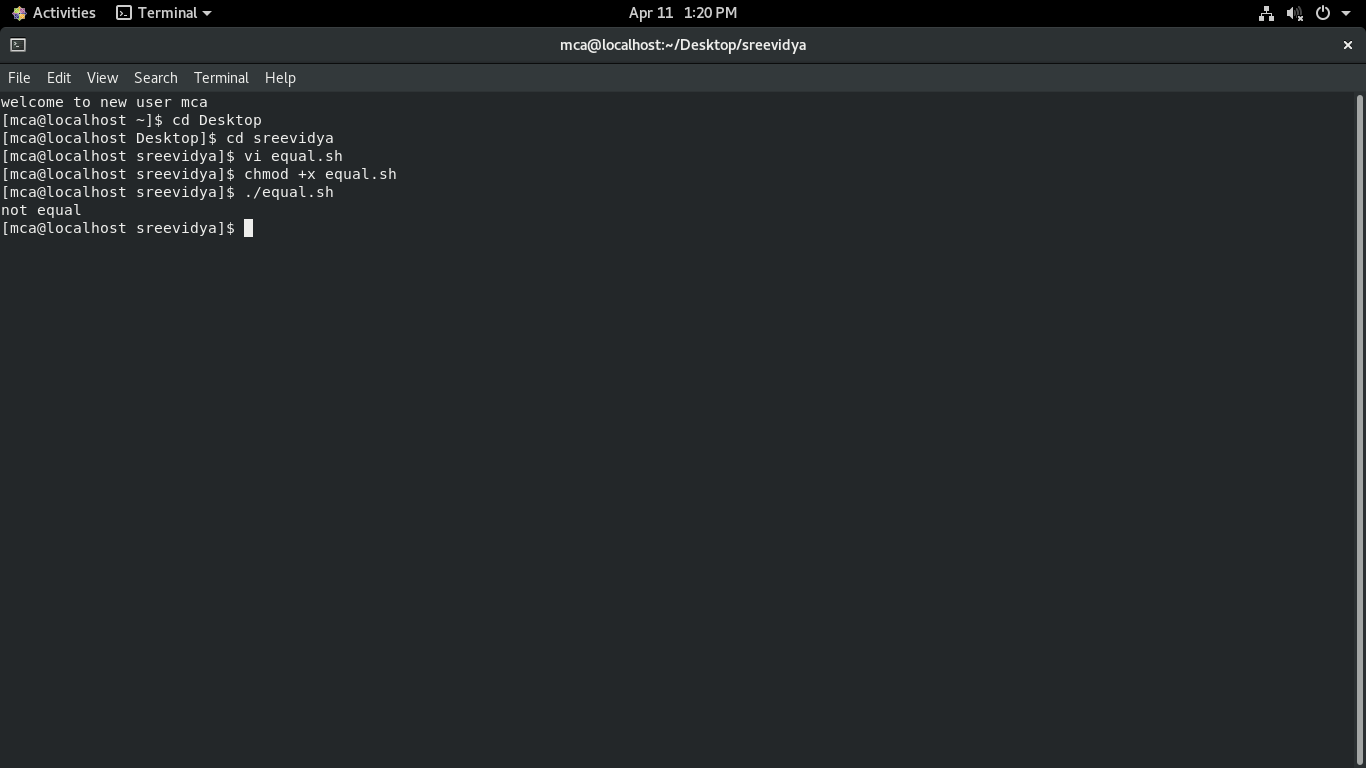 Activities Terminal Apr 11 1:20 PM
mca@localhost:~/Desktop/sreevidya
File Edit View Search Terminal Help
welcome to new user mca
[mca@localhost ~]$ cd Desktop
[mca@localhost Desktop]$ cd sreevidya
[mca@localhost sreevidya]$ vi equal.sh
[mca@localhost sreevidya]$ chmod +x equal.sh
[mca@localhost sreevidya]$ ./equal.sh
not equal
[mca@localhost sreevidya]$